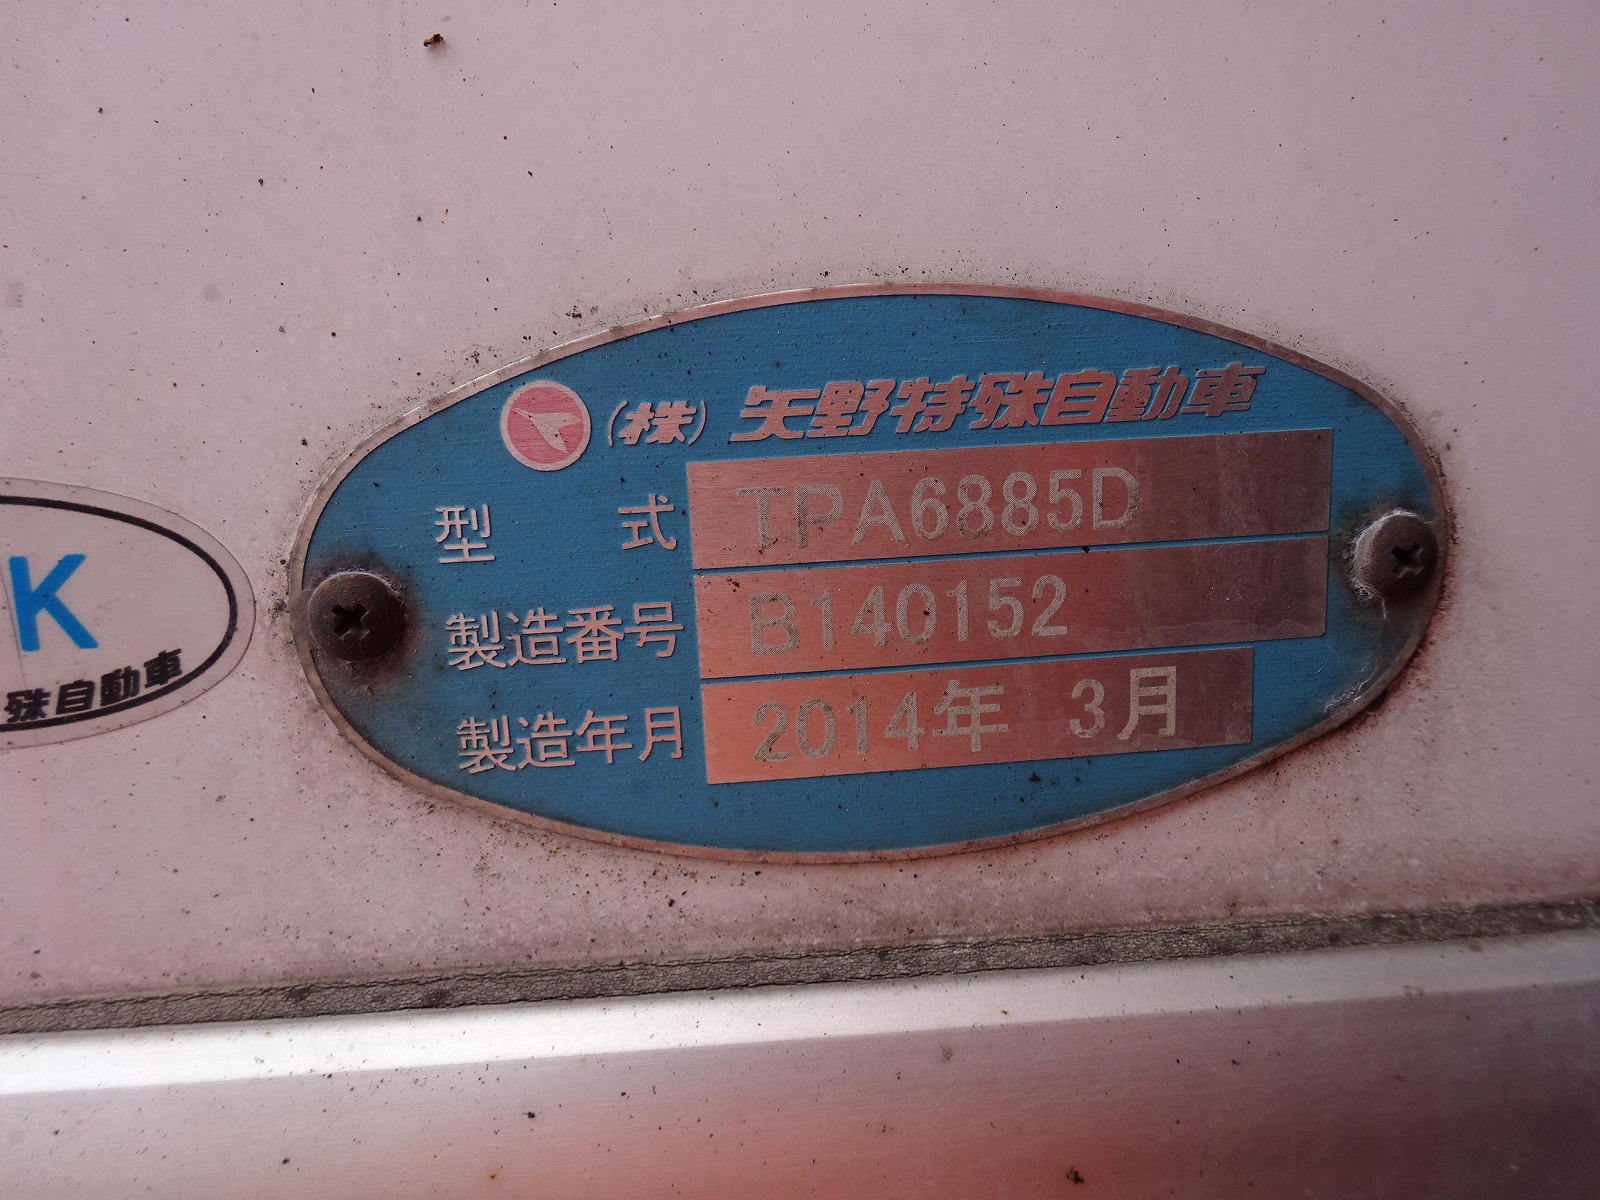 (株) 矢野特殊自動車
型式 TPA6885D
製造番号 B140152
製造年月 2014年 3月
K
殊自動車